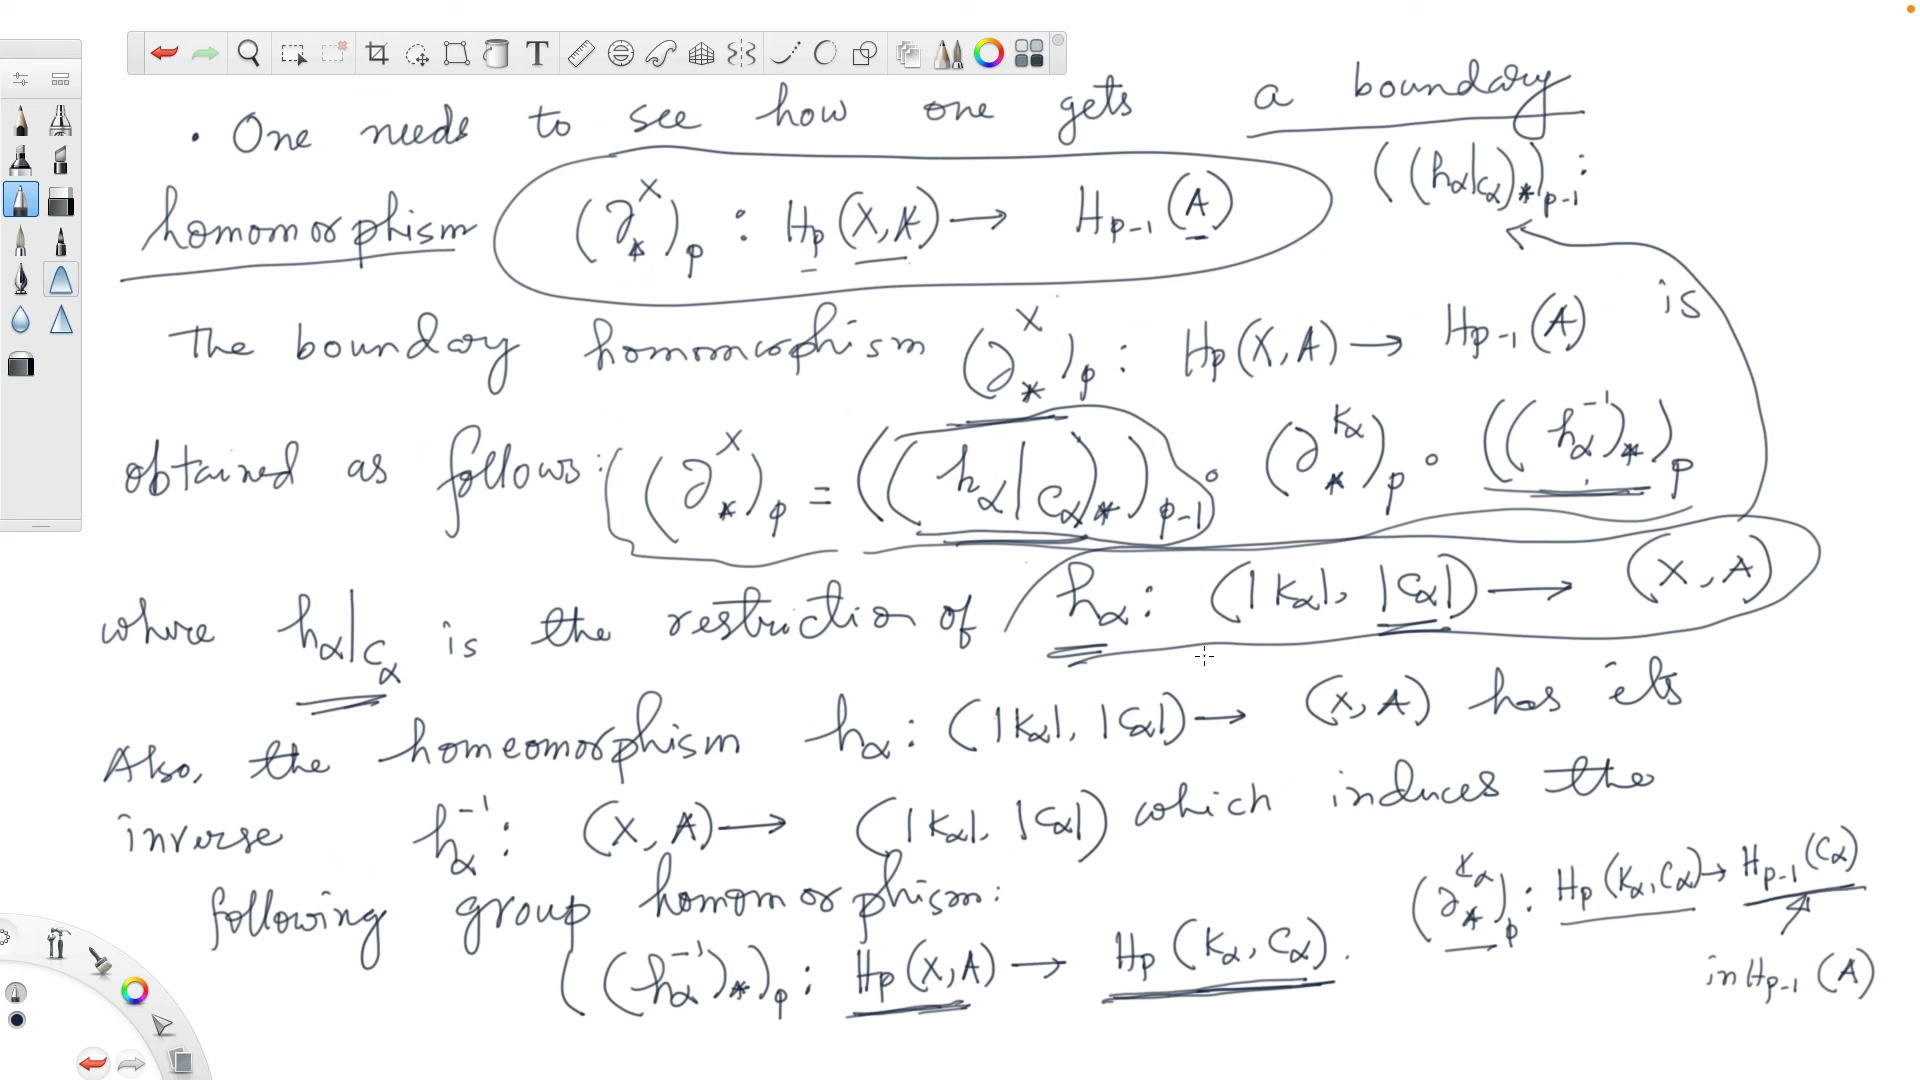 • One needs to see how one gets a boundary
homomorphism (∂_*^X)_p : H_p(X,A) → H_{p-1}(A) ((h_α|_{C_α})_*)_{p-1} :
The boundary homomorphism (∂_*^X)_p : H_p(X,A) → H_{p-1}(A) is
obtained as follows: (∂_*^X)_p = ((h_α|C_α)_*)_{p-1} ∘ (∂_*^{K_α})_p ∘ ((h_α^{-1})_*)_p
where h_α|_{C_α} is the restriction of h_α : (|K_α|, |C_α|) → (X, A)
Also, the homeomorphism h_α : (|K_α|, |C_α|) → (X, A) has its
inverse h_α^{-1} : (X, A) → (|K_α|, |C_α|) which induces the
following group homomorphism:
((h_α^{-1})_*)_p : H_p(X,A) → H_p(K_α, C_α).
(∂_*^{K_α})_p : H_p(K_α, C_α) → H_{p-1}(C_α)
in H_{p-1}(A)